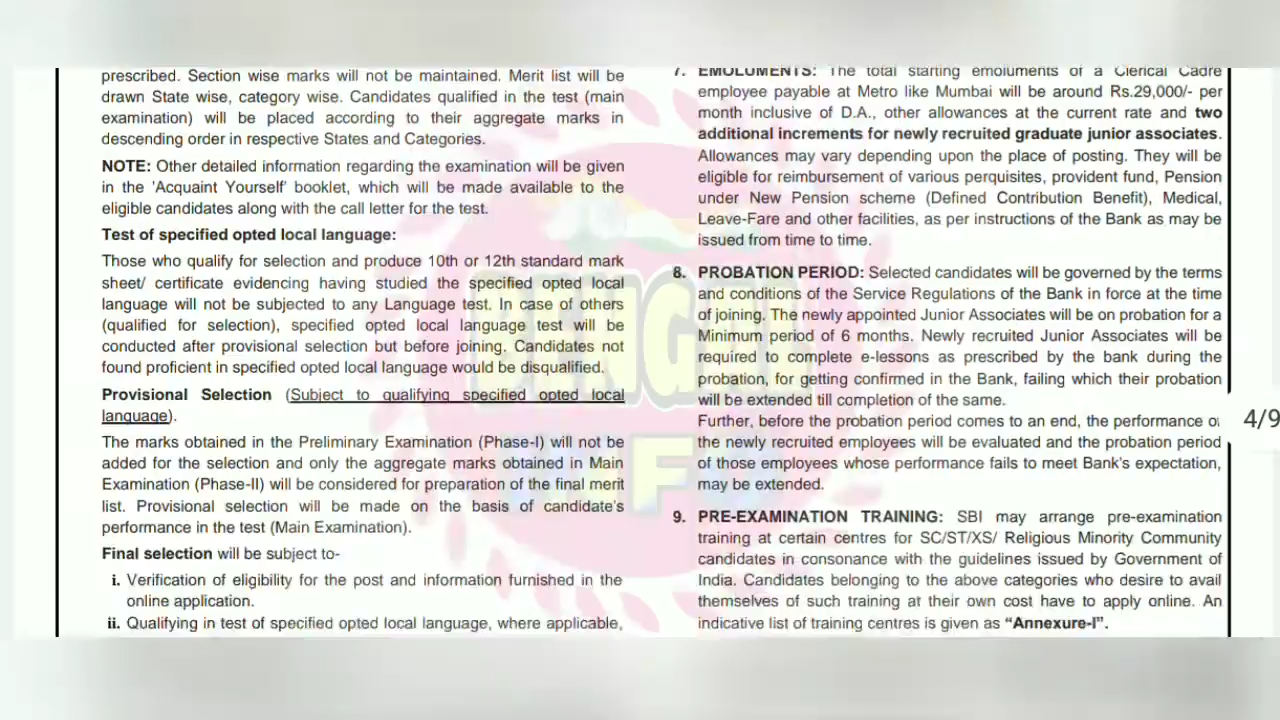 prescribed. Section wise marks will not be maintained. Merit list will be
drawn State wise, category wise. Candidates qualified in the test (main
examination) will be placed according to their aggregate marks in
descending order in respective States and Categories.
NOTE: Other detailed information regarding the examination will be given
in the 'Acquaint Yourself' booklet, which will be made available to the
eligible candidates along with the call letter for the test.
Test of specified opted local language:
Those who qualify for selection and produce 10th or 12th standard mark
sheet/ certificate evidencing having studied the specified opted local
language will not be subjected to any Language test. In case of others
(qualified for selection), specified opted local language test will be
conducted after provisional selection but before joining. Candidates not
found proficient in specified opted local language would be disqualified.
Provisional Selection (Subject to qualifying specified opted local
language).
The marks obtained in the Preliminary Examination (Phase-I) will not be
added for the selection and only the aggregate marks obtained in Main
Examination (Phase-II) will be considered for preparation of the final merit
list. Provisional selection will be made on the basis of candidate's
performance in the test (Main Examination).
Final selection will be subject to-
i. Verification of eligibility for the post and information furnished in the
online application.
ii. Qualifying in test of specified opted local language, where applicable,
7. EMOLUMENTS: The total starting emoluments of a Clerical Cadre
employee payable at Metro like Mumbai will be around Rs.29,000/- per
month inclusive of D.A., other allowances at the current rate and two
additional increments for newly recruited graduate junior associates.
Allowances may vary depending upon the place of posting. They will be
eligible for reimbursement of various perquisites, provident fund, Pension
under New Pension scheme (Defined Contribution Benefit), Medical,
Leave-Fare and other facilities, as per instructions of the Bank as may be
issued from time to time.
8. PROBATION PERIOD: Selected candidates will be governed by the terms
and conditions of the Service Regulations of the Bank in force at the time
of joining. The newly appointed Junior Associates will be on probation for a
Minimum period of 6 months. Newly recruited Junior Associates will be
required to complete e-lessons as prescribed by the bank during the
probation, for getting confirmed in the Bank, failing which their probation
will be extended till completion of the same.
Further, before the probation period comes to an end, the performance of
the newly recruited employees will be evaluated and the probation period
of those employees whose performance fails to meet Bank's expectation,
may be extended.
9. PRE-EXAMINATION TRAINING: SBI may arrange pre-examination
training at certain centres for SC/ST/XS/ Religious Minority Community
candidates in consonance with the guidelines issued by Government of
India. Candidates belonging to the above categories who desire to avail
themselves of such training at their own cost have to apply online. An
indicative list of training centres is given as “Annexure-I”.
4/9
BENGAL
INFO